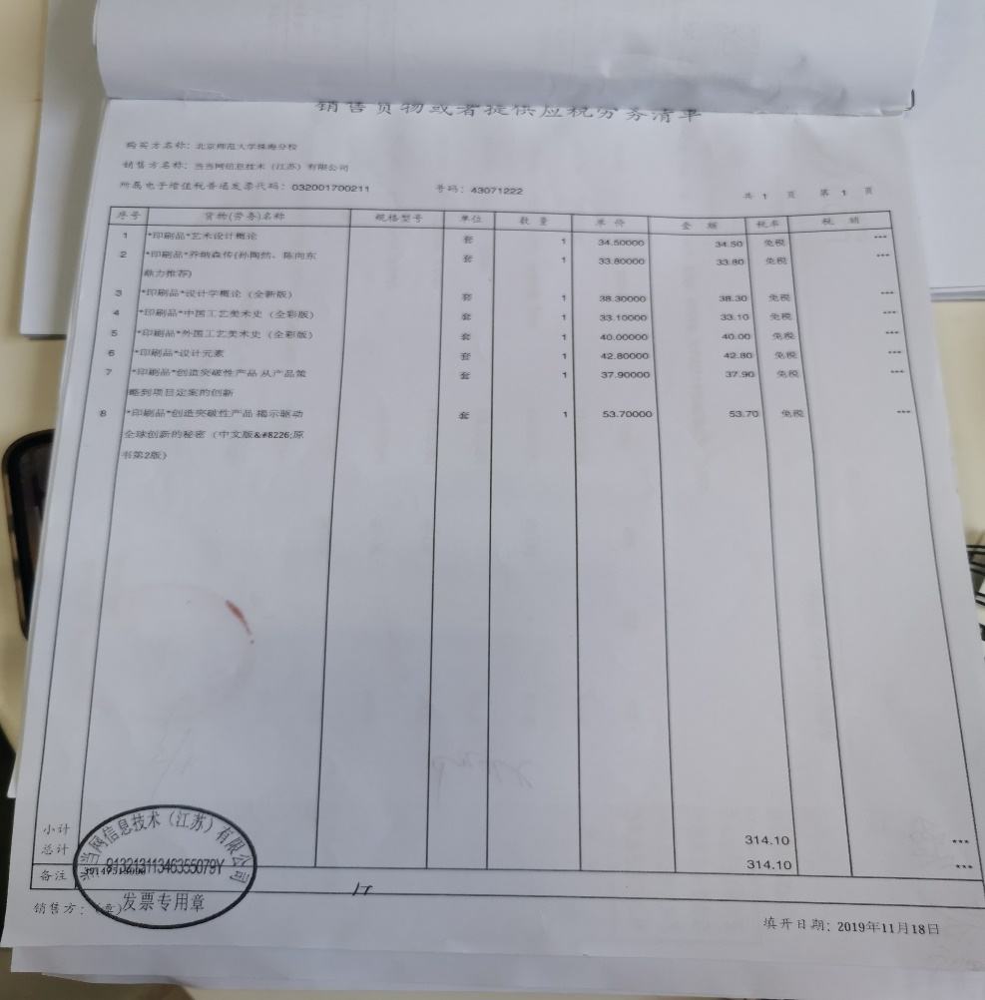 销售货物或者提供应税劳务清单
购买方名称：北京师范大学珠海分校
销售方名称：当当网信息技术（江苏）有限公司
所属电子增值税普通发票代码：032001700211 号码：43071222 共 1 页 第 1 页
序号 货物(劳务)名称 规格型号 单位 数量 单价 金额 税率 税额
1 *印刷品*艺术设计概论 套 1 34.50000 34.50 免税 ***
2 *印刷品*乔纳森传(孙陶然、陈向东 套 1 33.80000 33.80 免税 ***
鼎力推荐)
3 *印刷品*设计学概论（全新版） 套 1 38.30000 38.30 免税 ***
4 *印刷品*中国工艺美术史（全彩版） 套 1 33.10000 33.10 免税 ***
5 *印刷品*外国工艺美术史（全彩版） 套 1 40.00000 40.00 免税 ***
6 *印刷品*设计元素 套 1 42.80000 42.80 免税 ***
7 *印刷品*创造突破性产品 从产品策 套 1 37.90000 37.90 免税 ***
略到项目定案的创新
8 *印刷品*创造突破性产品 揭示驱动 套 1 53.70000 53.70 免税 ***
全球创新的秘密（中文版&#8226;原
书第2版）
小计 314.10 ***
总计 314.10 ***
备注
当当网信息技术（江苏）有限公司
91321311346355079Y
发票专用章
销售方：（章）
填开日期：2019年11月18日